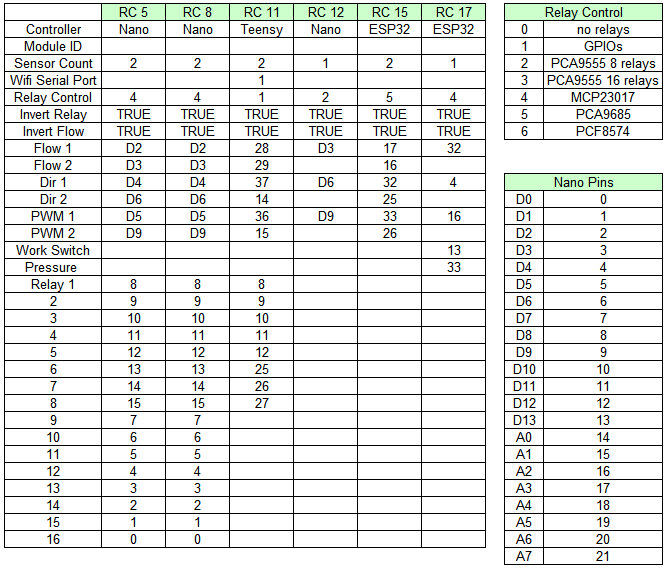 RC 5 RC 8 RC 11 RC 12 RC 15 RC 17
Controller Nano Nano Teensy Nano ESP32 ESP32
Module ID
Sensor Count 2 2 2 1 2 1
Wifi Serial Port 1
Relay Control 4 4 1 2 5 4
Invert Relay TRUE TRUE TRUE TRUE TRUE TRUE
Invert Flow TRUE TRUE TRUE TRUE TRUE TRUE
Flow 1 D2 D2 28 D3 17 32
Flow 2 D3 D3 29 16
Dir 1 D4 D4 37 D6 32 4
Dir 2 D6 D6 14 25
PWM 1 D5 D5 36 D9 33 16
PWM 2 D9 D9 15 26
Work Switch 13
Pressure 33
Relay 1 8 8 8
2 9 9 9
3 10 10 10
4 11 11 11
5 12 12 12
6 13 13 25
7 14 14 26
8 15 15 27
9 7 7
10 6 6
11 5 5
12 4 4
13 3 3
14 2 2
15 1 1
16 0 0
Relay Control
0 no relays
1 GPIOs
2 PCA9555 8 relays
3 PCA9555 16 relays
4 MCP23017
5 PCA9685
6 PCF8574
Nano Pins
D0 0
D1 1
D2 2
D3 3
D4 4
D5 5
D6 6
D7 7
D8 8
D9 9
D10 10
D11 11
D12 12
D13 13
A0 14
A1 15
A2 16
A3 17
A4 18
A5 19
A6 20
A7 21